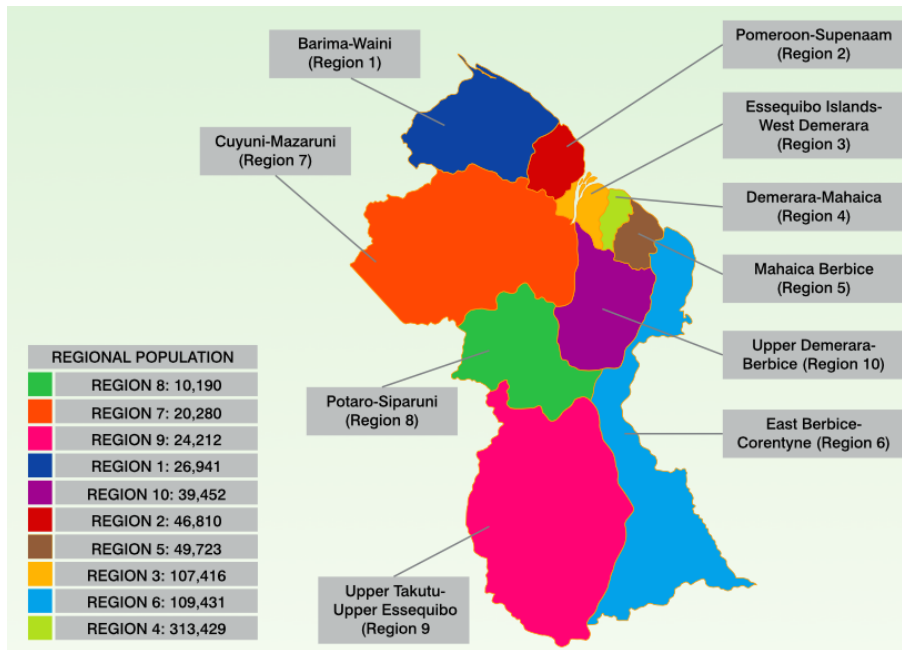 Barima-Waini
(Region 1)
Pomeroon-Supenaam
(Region 2)
Essequibo Islands-
West Demerara
(Region 3)
Cuyuni-Mazaruni
(Region 7)
Demerara-Mahaica
(Region 4)
Mahaica Berbice
(Region 5)
Upper Demerara-
Berbice (Region 10)
Potaro-Siparuni
(Region 8)
East Berbice-
Corentyne (Region 6)
Upper Takutu-
Upper Essequibo
(Region 9
REGIONAL POPULATION
REGION 8: 10,190
REGION 7: 20,280
REGION 9: 24,212
REGION 1: 26,941
REGION 10: 39,452
REGION 2: 46,810
REGION 5: 49,723
REGION 3: 107,416
REGION 6: 109,431
REGION 4: 313,429